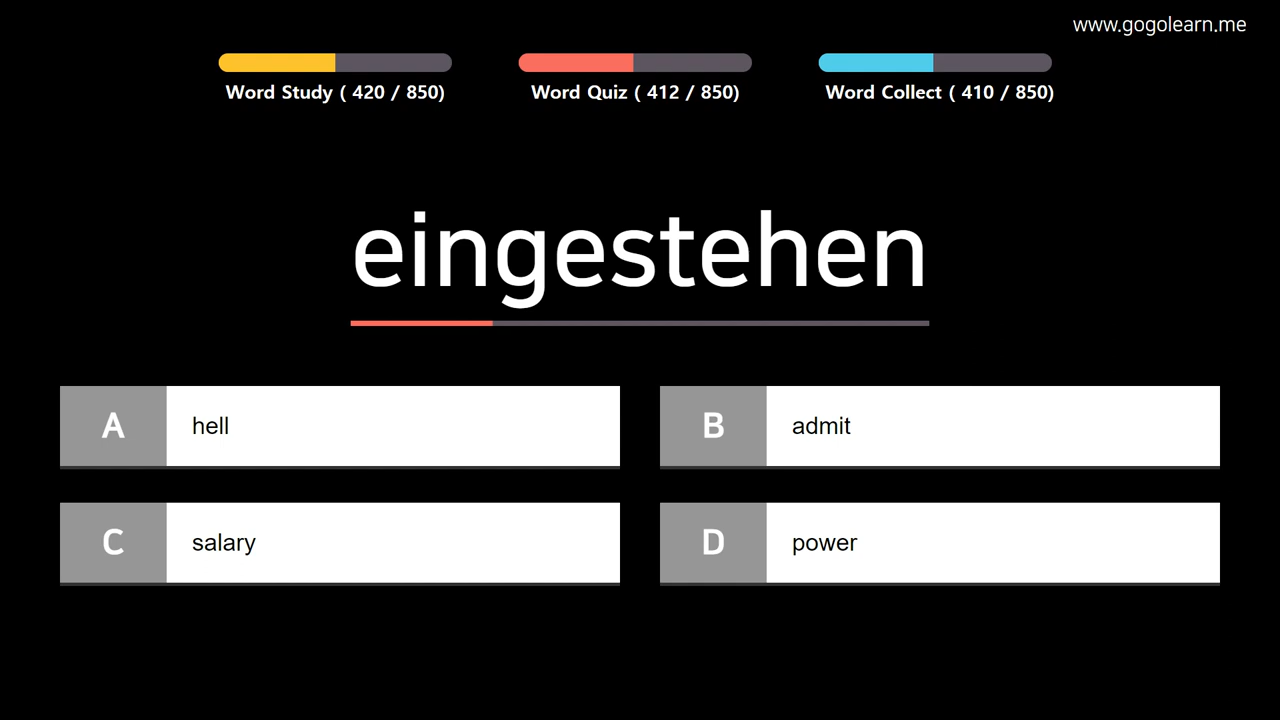 www.gogolearn.me
Word Study ( 420 / 850)
Word Quiz ( 412 / 850)
Word Collect ( 410 / 850)
eingestehen
A hell
B admit
C salary
D power